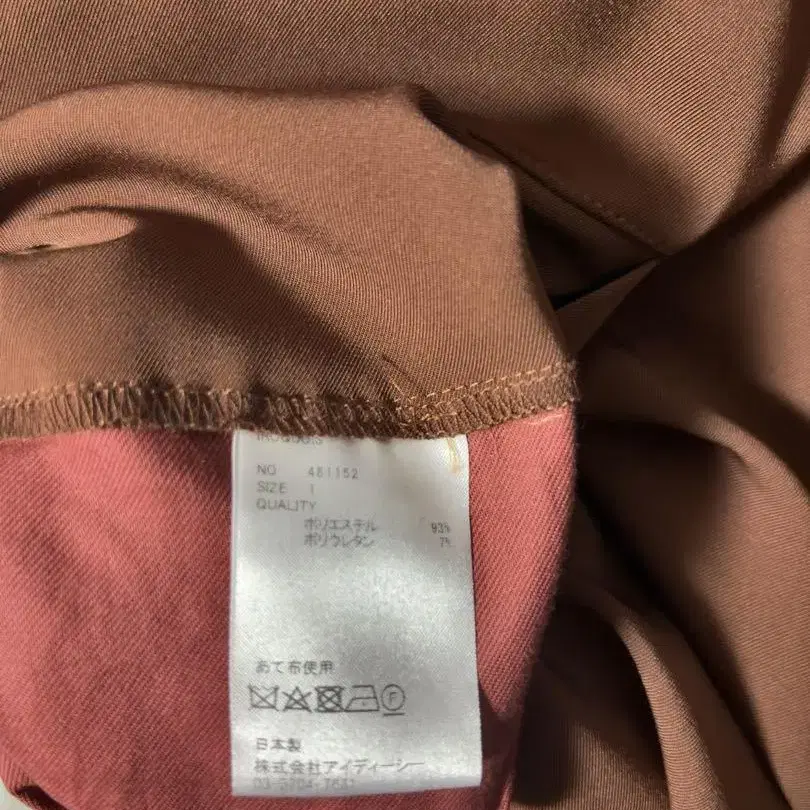 NO 481152
SIZE 1
QUALITY
ポリエステル 93%
ポリウレタン 7%
あて布使用
F
日本製
株式会社アイディーシー